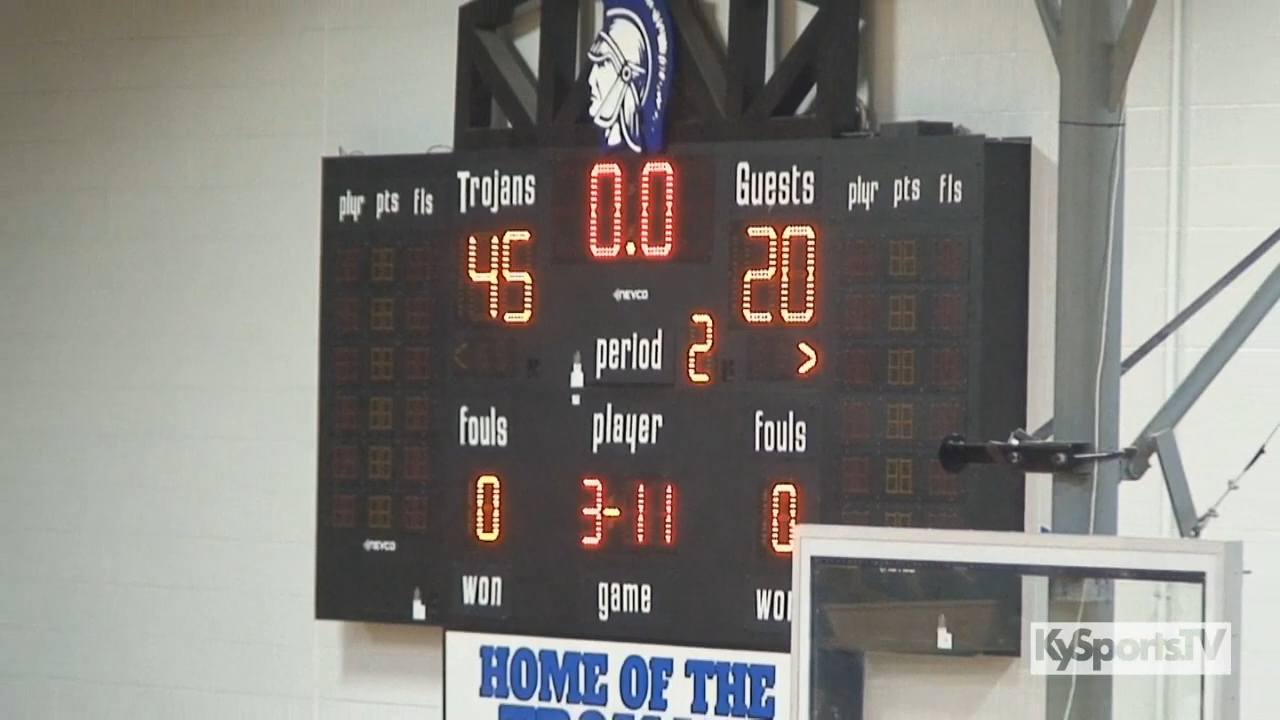 Trojans 0.0 Guests
plyr pts fls
plyr pts fls
45 20
NEVCO
period 2 >
fouls player fouls
0 3-11 0
NEVCO
won game
HOME OF THE
KySportsTV